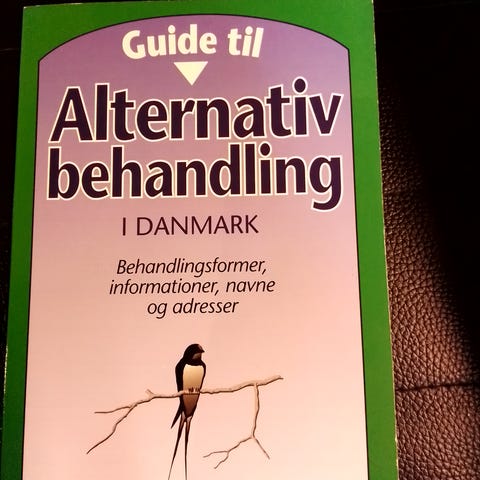 Guide til
Alternativ
behandling
I DANMARK
Behandlingsformer,
informationer, navne
og adresser